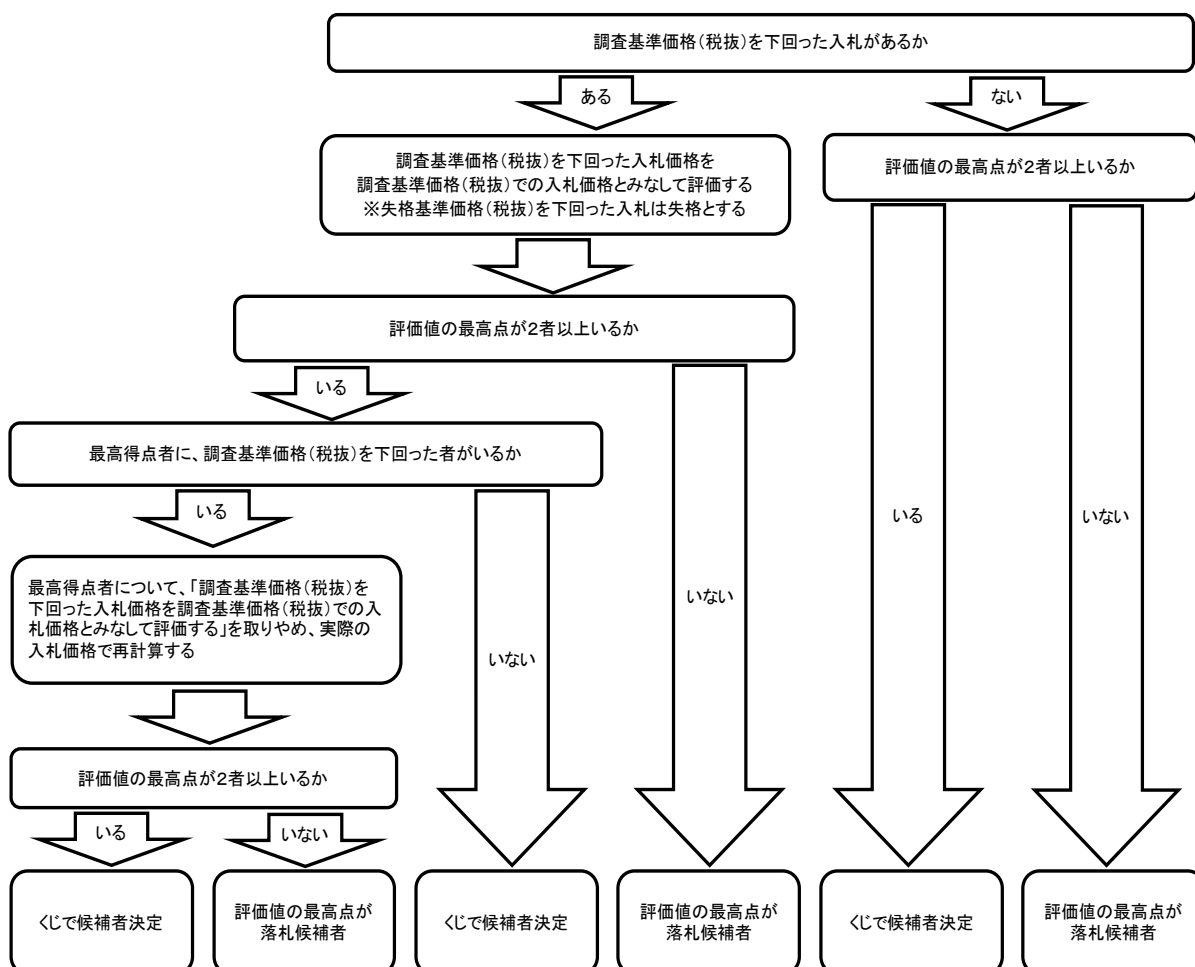 調査基準価格(税抜)を下回った入札があるか
ある
ない
調査基準価格(税抜)を下回った入札価格を
調査基準価格(税抜)での入札価格とみなして評価する
※失格基準価格(税抜)を下回った入札は失格とする
評価値の最高点が2者以上いるか
評価値の最高点が2者以上いるか
いる
最高得点者に、調査基準価格(税抜)を下回った者がいるか
いる
いる
いない
最高得点者について、「調査基準価格(税抜)を
下回った入札価格を調査基準価格(税抜)での入
札価格とみなして評価する」を取りやめ、実際の
入札価格で再計算する
いない
いない
評価値の最高点が2者以上いるか
いる
いない
くじで候補者決定
評価値の最高点が
落札候補者
くじで候補者決定
評価値の最高点が
落札候補者
くじで候補者決定
評価値の最高点が
落札候補者